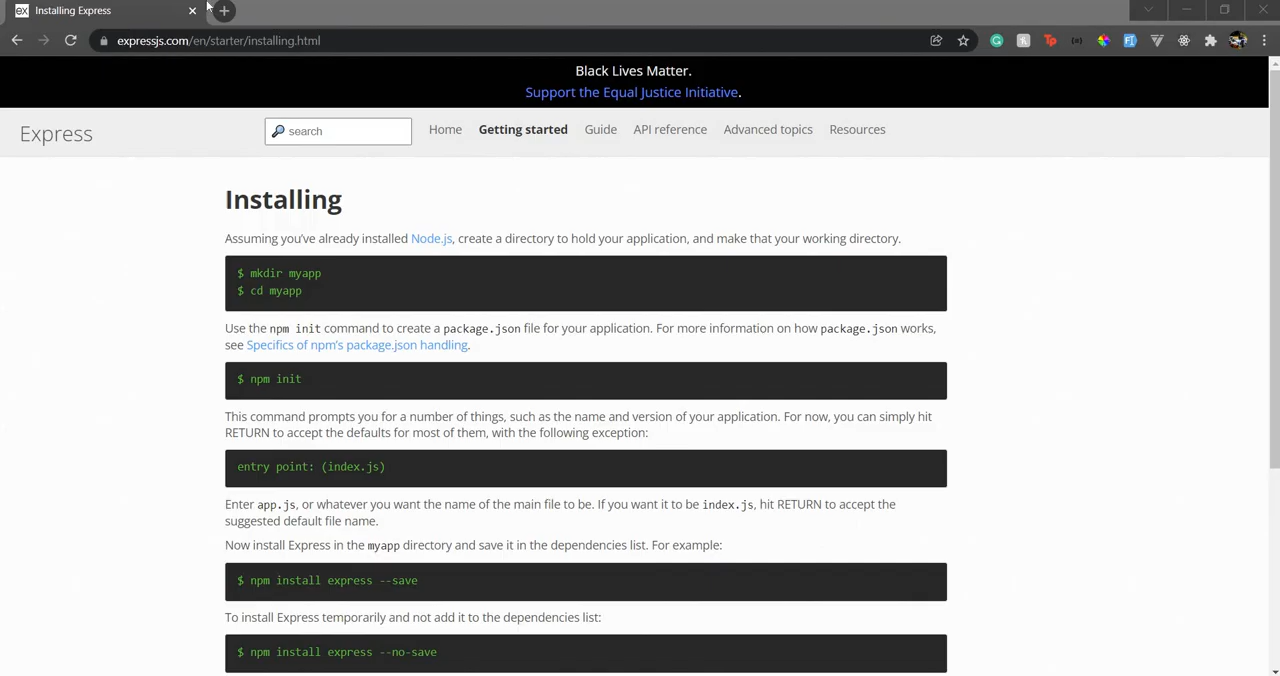 Installing Express
expressjs.com/en/starter/installing.html
Black Lives Matter.
Support the Equal Justice Initiative.
Express
search
Home
Getting started
Guide
API reference
Advanced topics
Resources
Installing
Assuming you've already installed Node.js, create a directory to hold your application, and make that your working directory.
$ mkdir myapp
$ cd myapp
Use the npm init command to create a package.json file for your application. For more information on how package.json works,
see Specifics of npm's package.json handling.
$ npm init
This command prompts you for a number of things, such as the name and version of your application. For now, you can simply hit
RETURN to accept the defaults for most of them, with the following exception:
entry point: (index.js)
Enter app.js, or whatever you want the name of the main file to be. If you want it to be index.js, hit RETURN to accept the
suggested default file name.
Now install Express in the myapp directory and save it in the dependencies list. For example:
$ npm install express --save
To install Express temporarily and not add it to the dependencies list:
$ npm install express --no-save